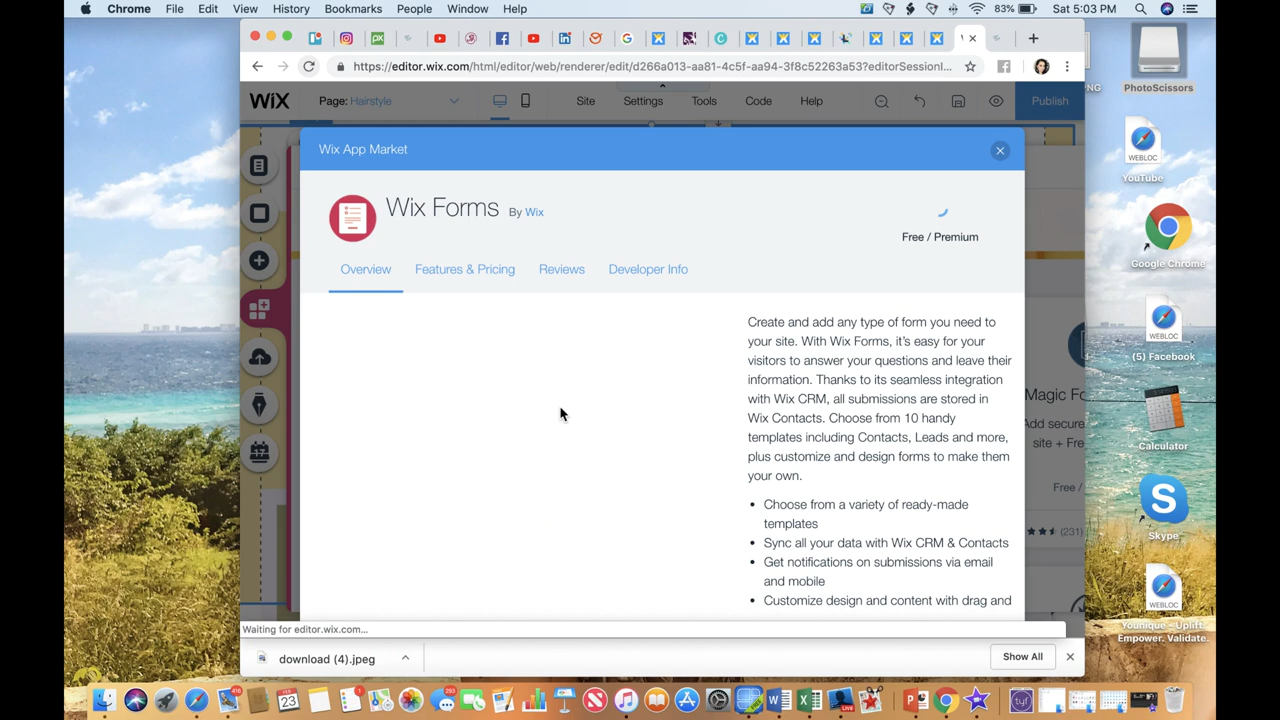 Chrome File Edit View History Bookmarks People Window Help
83% Sat 5:03 PM
https://editor.wix.com/html/editor/web/renderer/edit/d266a013-aa81-4c5f-aa94-3f8c52263a53?editorSessionI...
WiX Page: Hairstyle Site Settings Tools Code Help Publish
Wix App Market
Wix Forms By Wix
Free / Premium
Overview Features & Pricing Reviews Developer Info
Create and add any type of form you need to
your site. With Wix Forms, it's easy for your
visitors to answer your questions and leave their
information. Thanks to its seamless integration
with Wix CRM, all submissions are stored in
Wix Contacts. Choose from 10 handy
templates including Contacts, Leads and more,
plus customize and design forms to make them
your own.
• Choose from a variety of ready-made
templates
• Sync all your data with Wix CRM & Contacts
• Get notifications on submissions via email
and mobile
• Customize design and content with drag and
Magic Fo
Add secure
site + Fre
Free /
(231)
17
Waiting for editor.wix.com...
download (4).jpeg
Show All
PNG
PhotoScissors
WEBLOC
YouTube
Google Chrome
WEBLOC
(5) Facebook
Calculator
Skype
WEBLOC
Younique - Uplift.
Empower. Validate.
416
FEB
23
1
293
LIVE
tyf